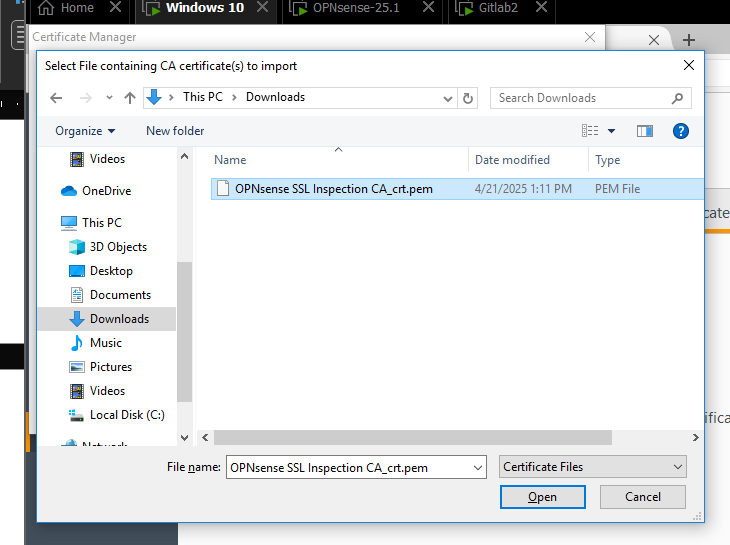 Home
Windows 10
OPNsense-25.1
Gitlab2
Certificate Manager
Select File containing CA certificate(s) to import
This PC > Downloads
Search Downloads
Organize
New folder
Name
Date modified
Type
Videos
OPNsense SSL Inspection CA_crt.pem
4/21/2025 1:11 PM
PEM File
OneDrive
This PC
3D Objects
Desktop
Documents
Downloads
Music
Pictures
Videos
Local Disk (C:)
Network
File name:
OPNsense SSL Inspection CA_crt.pem
Certificate Files
Open
Cancel